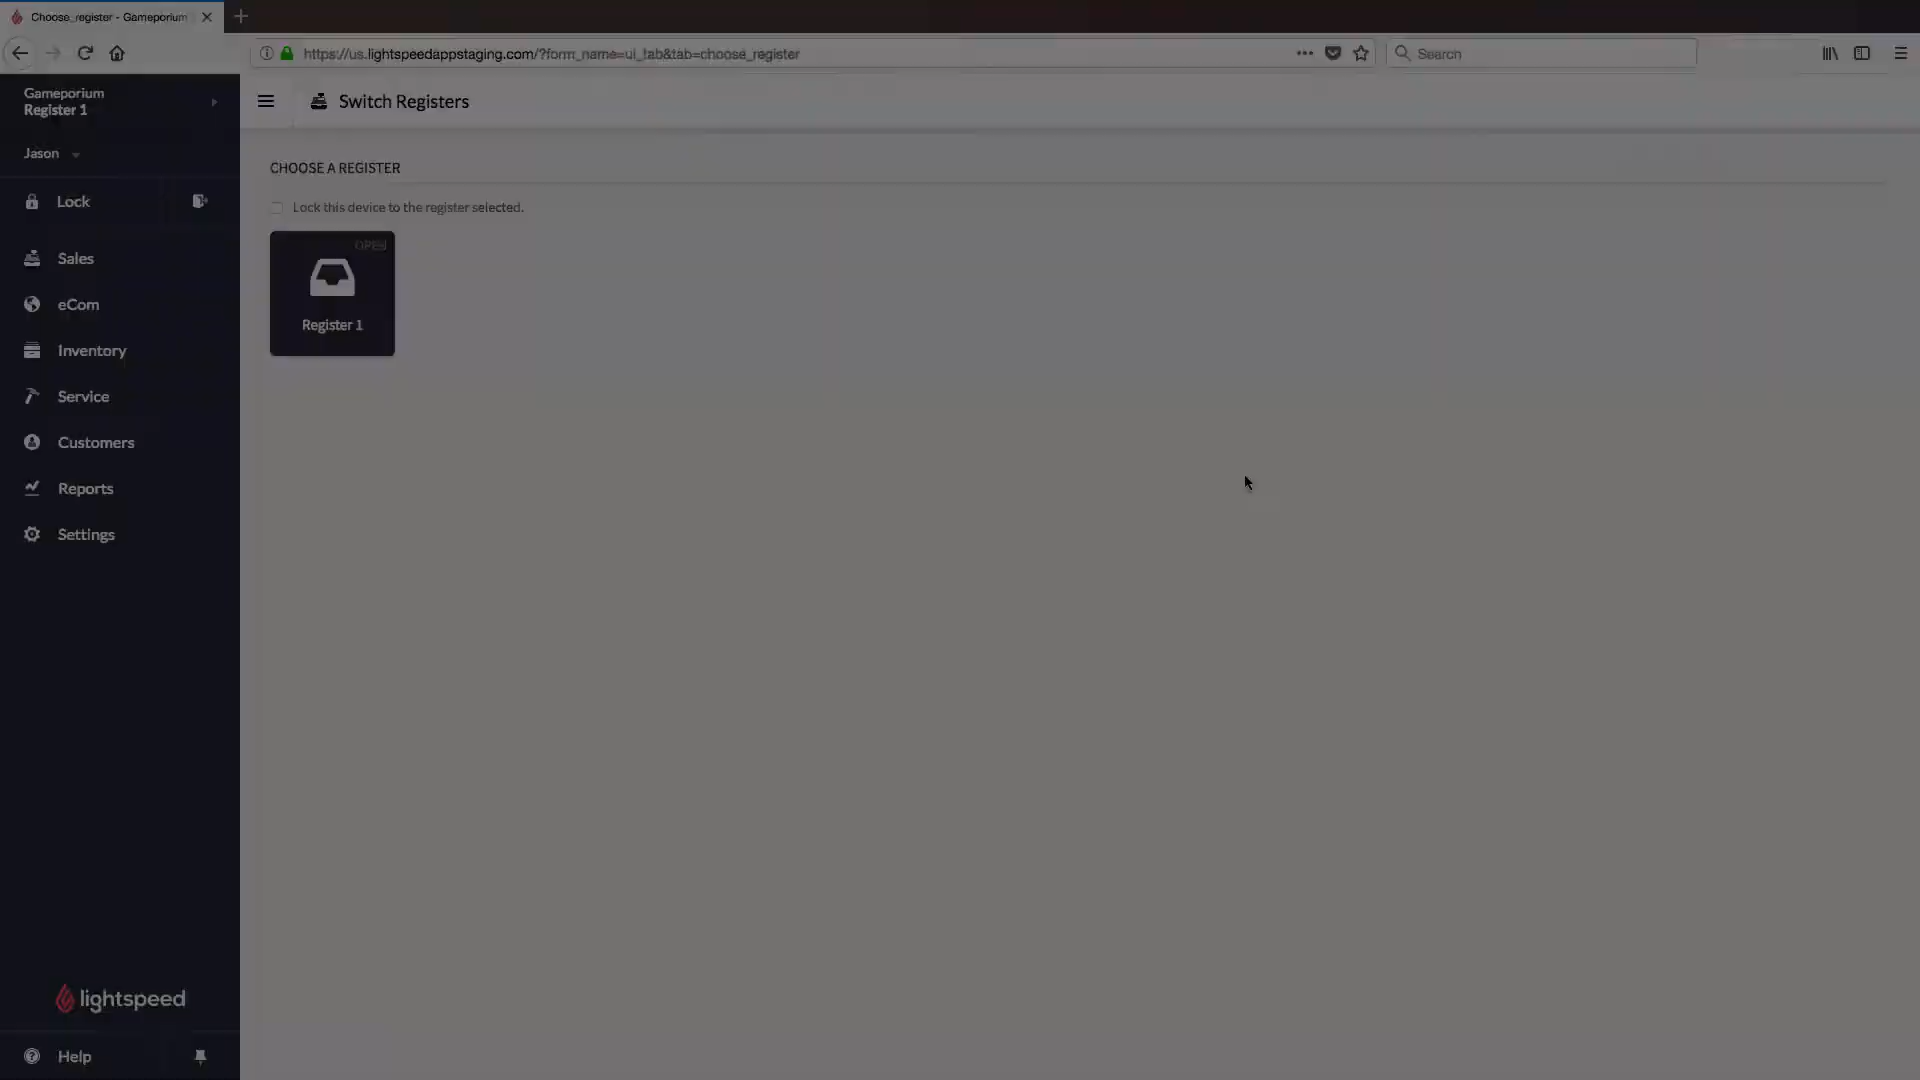 Choose_register - Gameporium
https://us.lightspeedappstaging.com/?form_name=ui_tab&tab=choose_register
Search
Gameporium
Register 1
Switch Registers
Jason
CHOOSE A REGISTER
Lock
Lock this device to the register selected.
OPEN
Register 1
Sales
eCom
Inventory
Service
Customers
Reports
Settings
lightspeed
Help